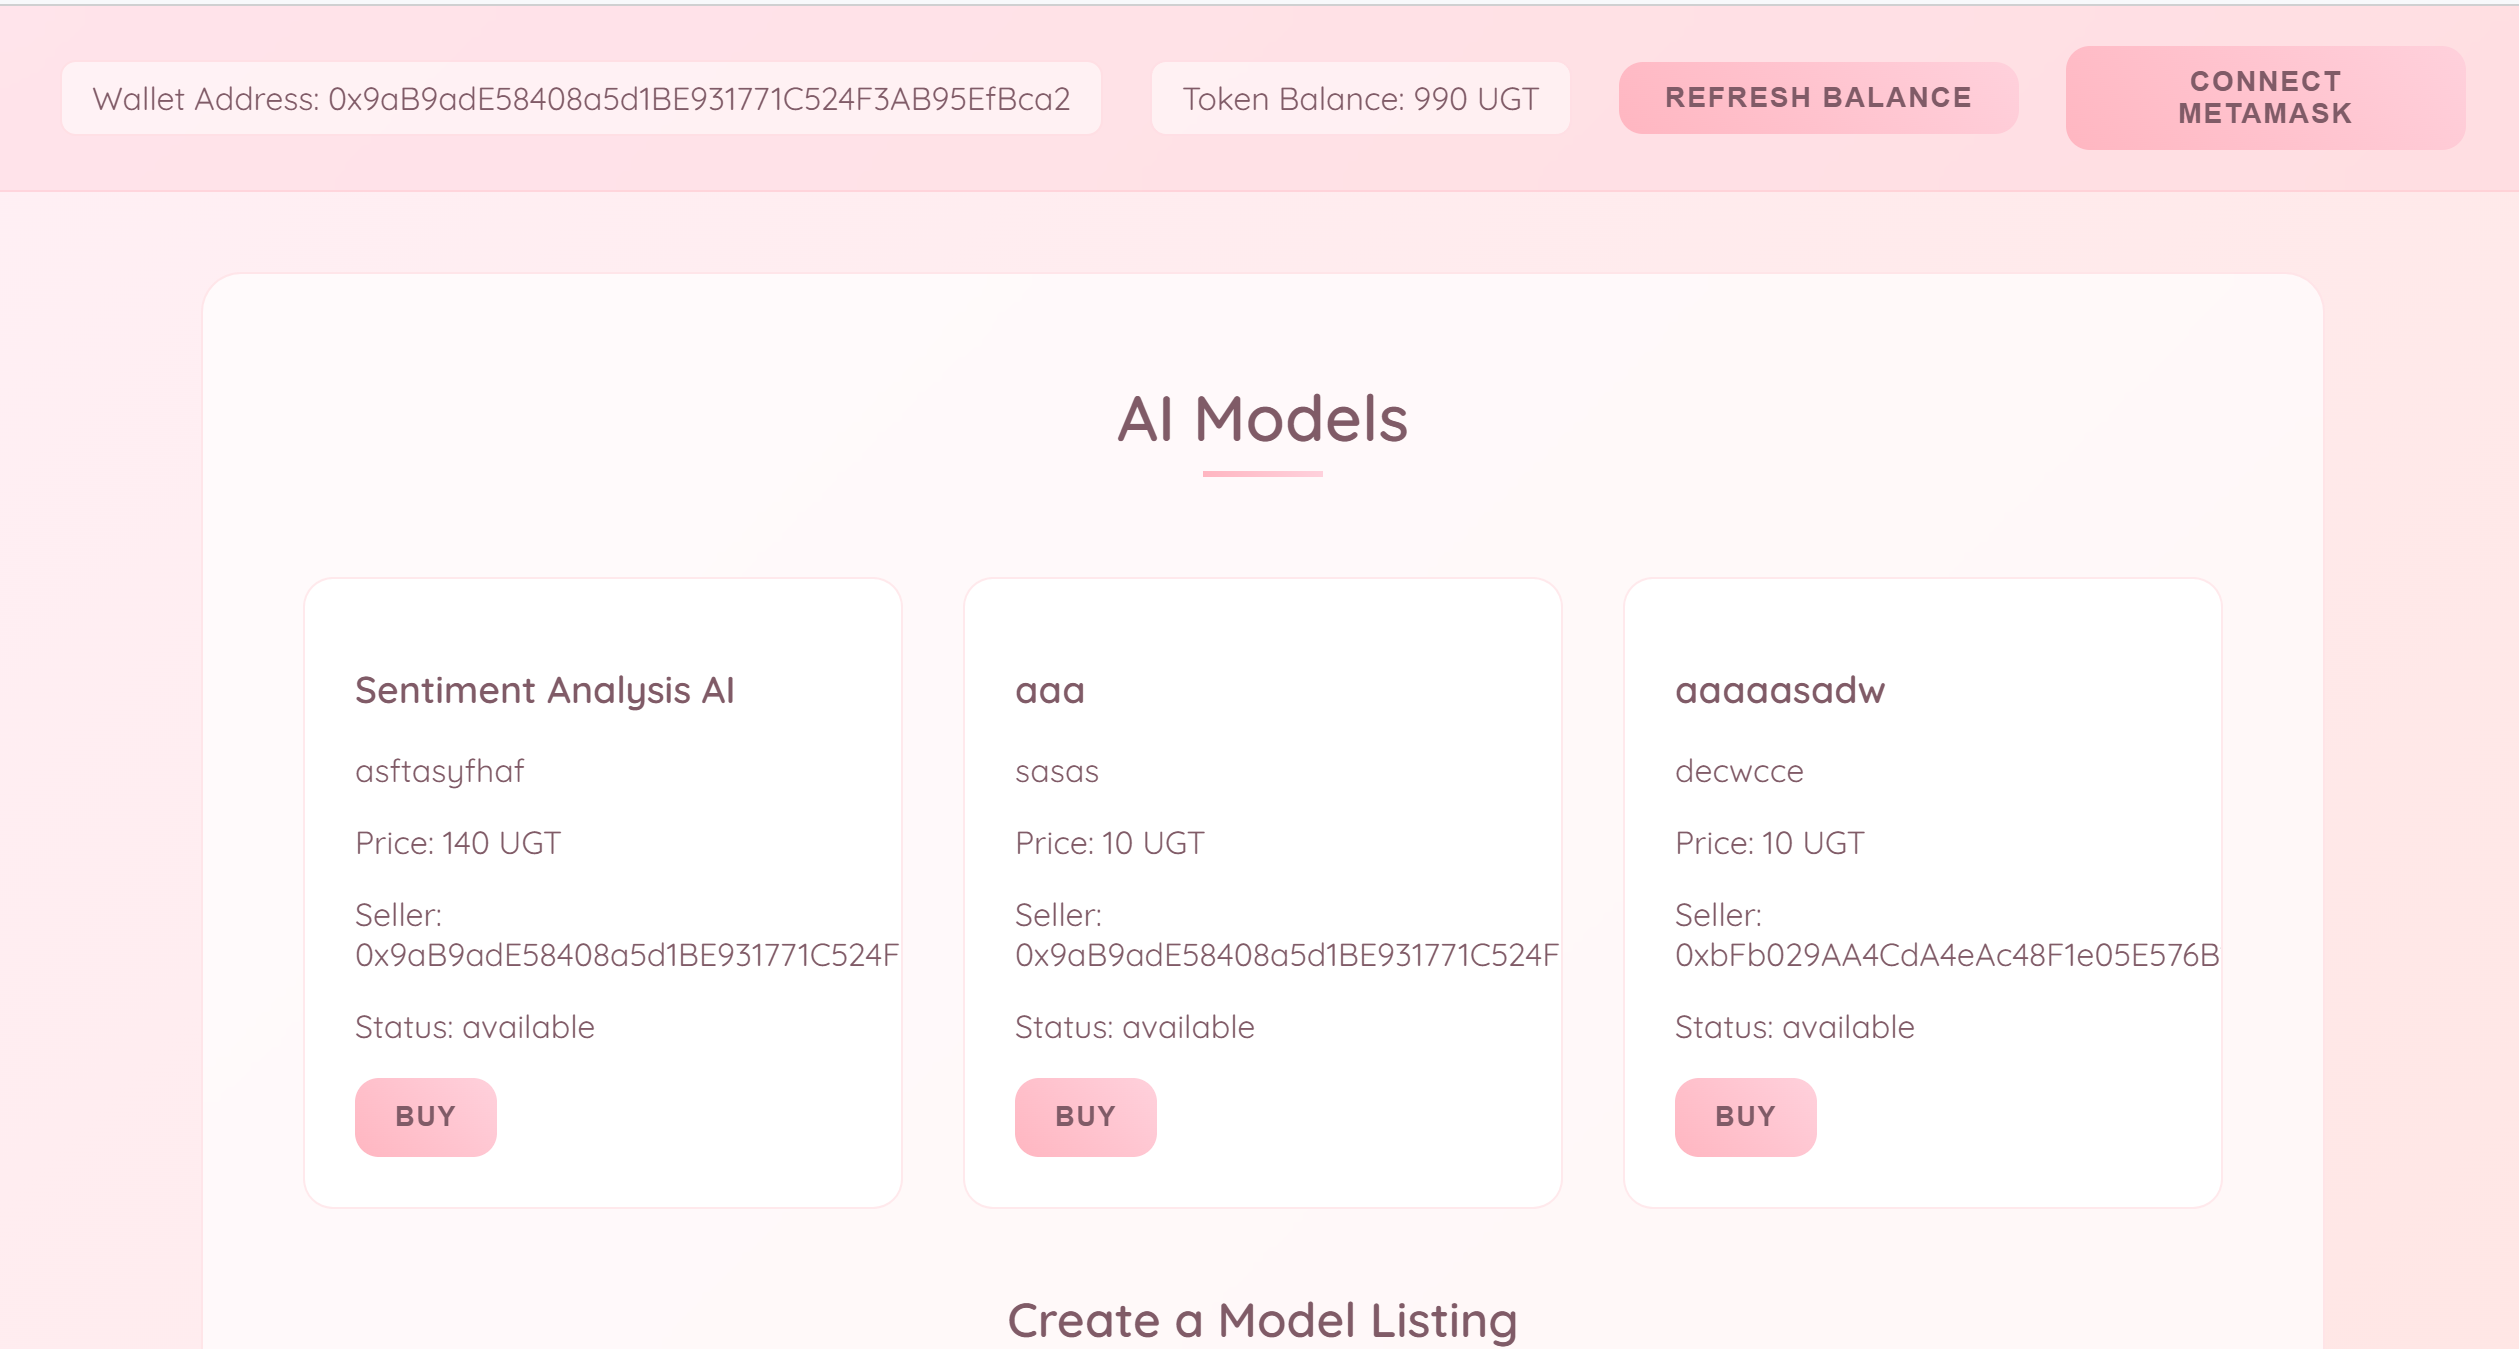 Wallet Address: 0x9aB9adE58408a5d1BE931771C524F3AB95EfBca2
Token Balance: 990 UGT
REFRESH BALANCE
CONNECT
METAMASK
AI Models
Sentiment Analysis AI
asftasyfhaf
Price: 140 UGT
Seller:
0x9aB9adE58408a5d1BE931771C524F
Status: available
BUY
aaa
sasas
Price: 10 UGT
Seller:
0x9aB9adE58408a5d1BE931771C524F
Status: available
BUY
aaaaasadw
decwcce
Price: 10 UGT
Seller:
0xbFb029AA4CdA4eAc48F1e05E576B
Status: available
BUY
Create a Model Listing